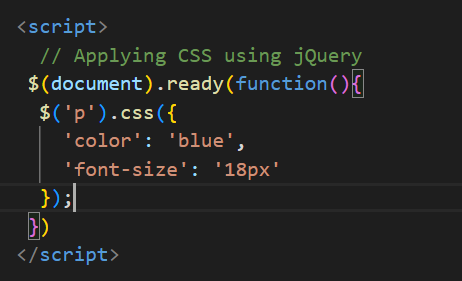 <script>
// Applying CSS using jQuery
$(document).ready(function(){
$('p').css({
'color': 'blue',
'font-size': '18px'
});
})
</script>